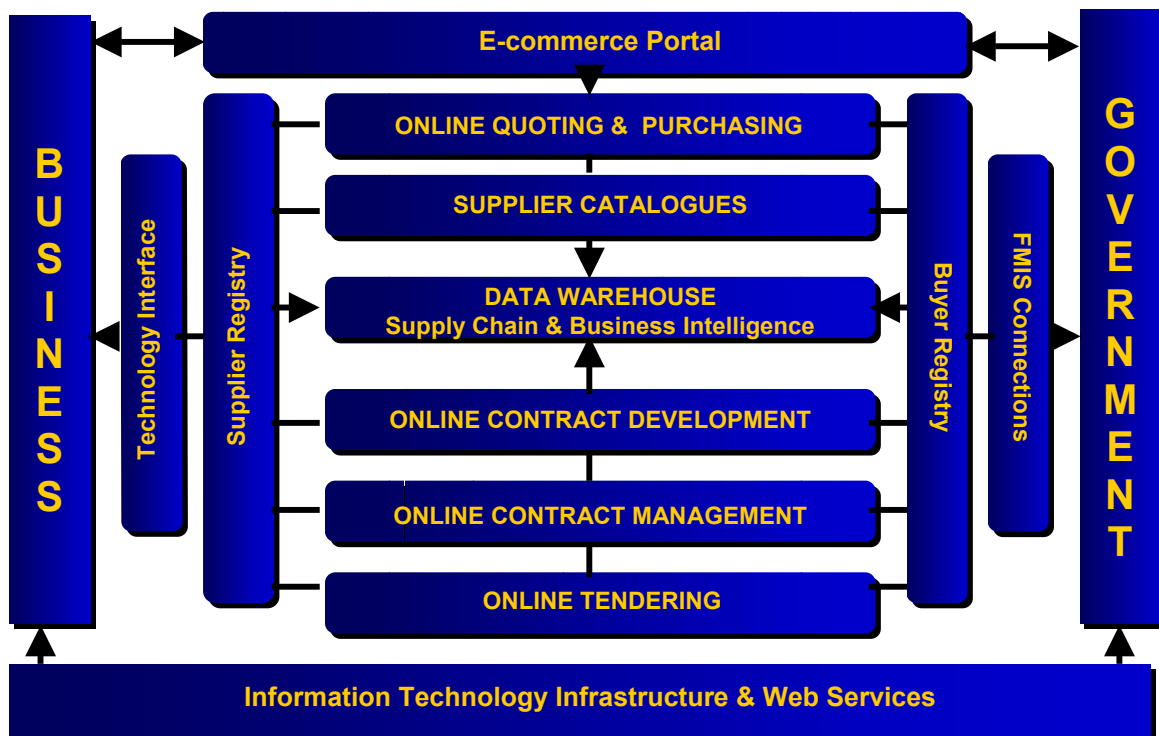 E-commerce Portal
BUSINESS
Technology Interface
Supplier Registry
ONLINE QUOTING & PURCHASING
SUPPLIER CATALOGUES
DATA WAREHOUSE
Supply Chain & Business Intelligence
ONLINE CONTRACT DEVELOPMENT
ONLINE CONTRACT MANAGEMENT
ONLINE TENDERING
Buyer Registry
FMIS Connections
GOVERNMENT
Information Technology Infrastructure & Web Services